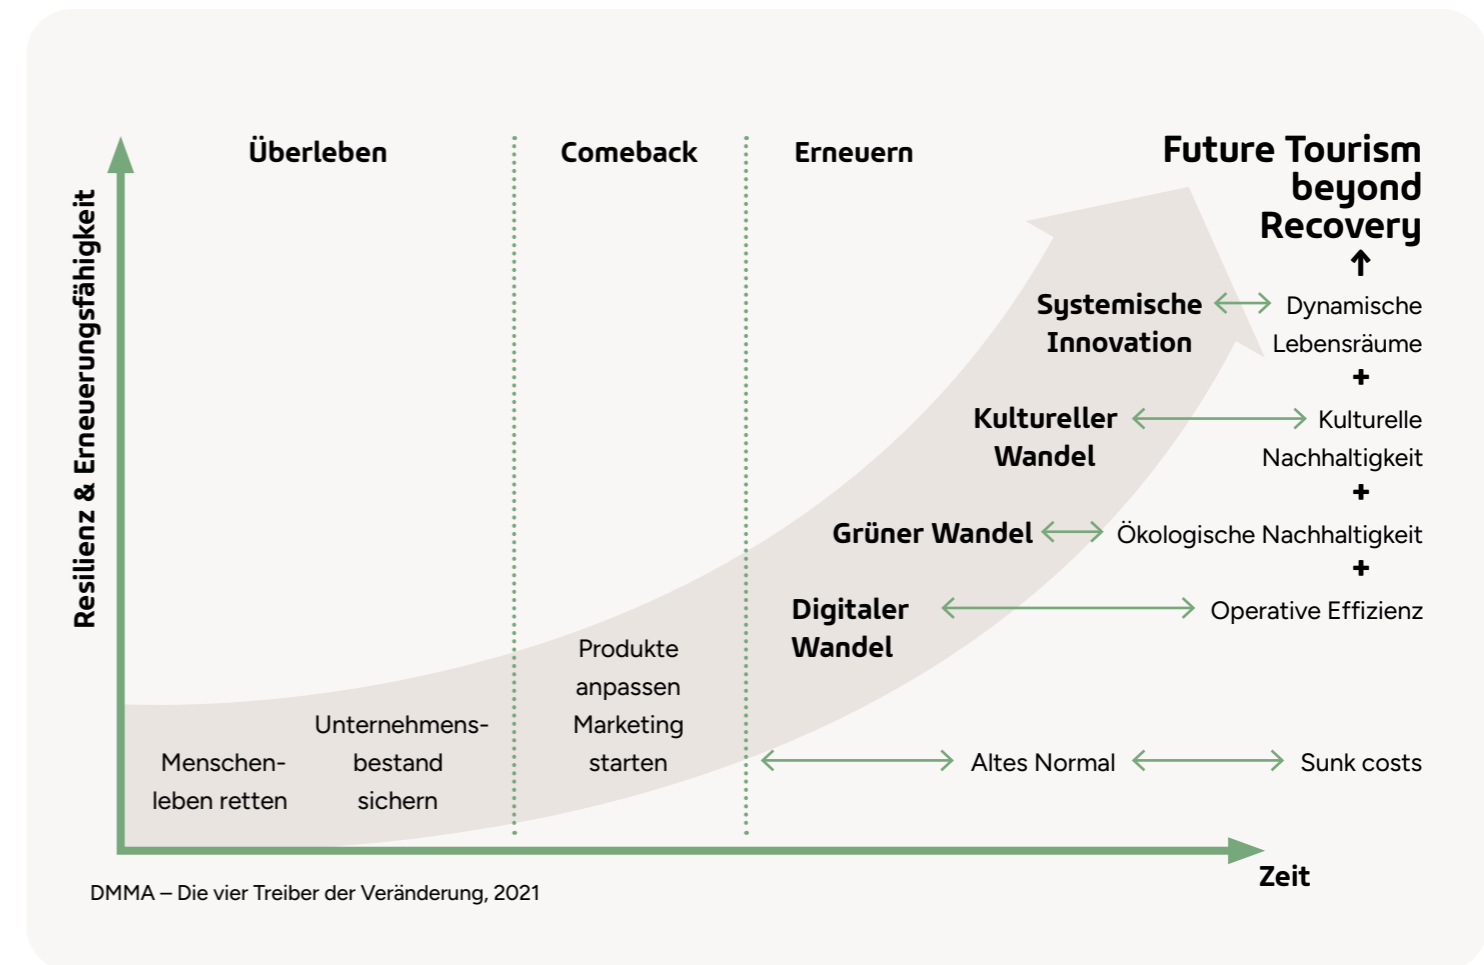 Überleben
Comeback
Erneuern
Future Tourism
beyond
Recovery
↑
Resilienz & Erneuerungsfähigkeit
Systemische
Innovation
Dynamische
Lebensräume
+
Kultureller
Wandel
Kulturelle
Nachhaltigkeit
+
Grüner Wandel
Ökologische Nachhaltigkeit
+
Digitaler
Wandel
Operative Effizienz
Menschen-
leben retten
Unternehmens-
bestand
sichern
Produkte
anpassen
Marketing
starten
Altes Normal
Sunk costs
Zeit
DMMA – Die vier Treiber der Veränderung, 2021